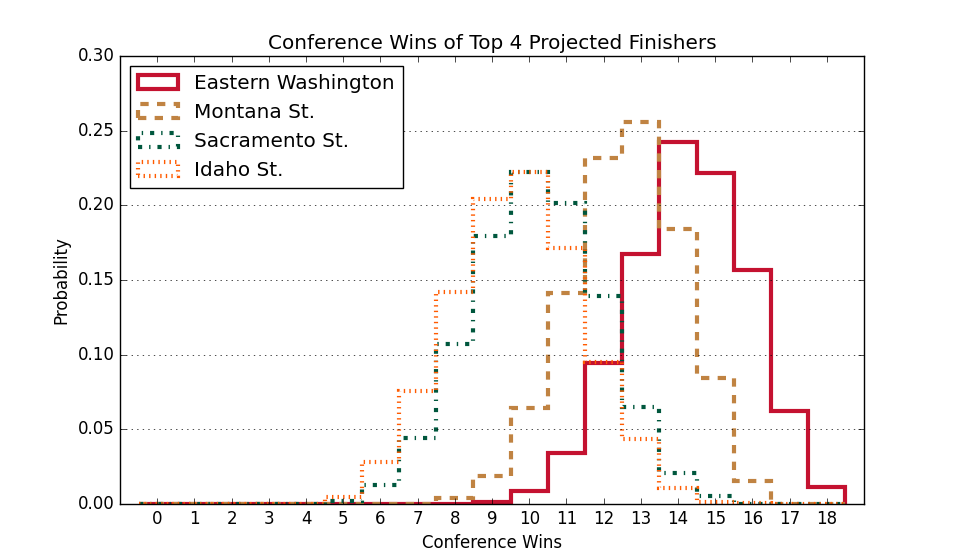 Conference Wins of Top 4 Projected Finishers
0.30
0.25
0.20
0.15
0.10
0.05
0.00
Probability
Eastern Washington
Montana St.
Sacramento St.
Idaho St.
0 1 2 3 4 5 6 7 8 9 10 11 12 13 14 15 16 17 18
Conference Wins